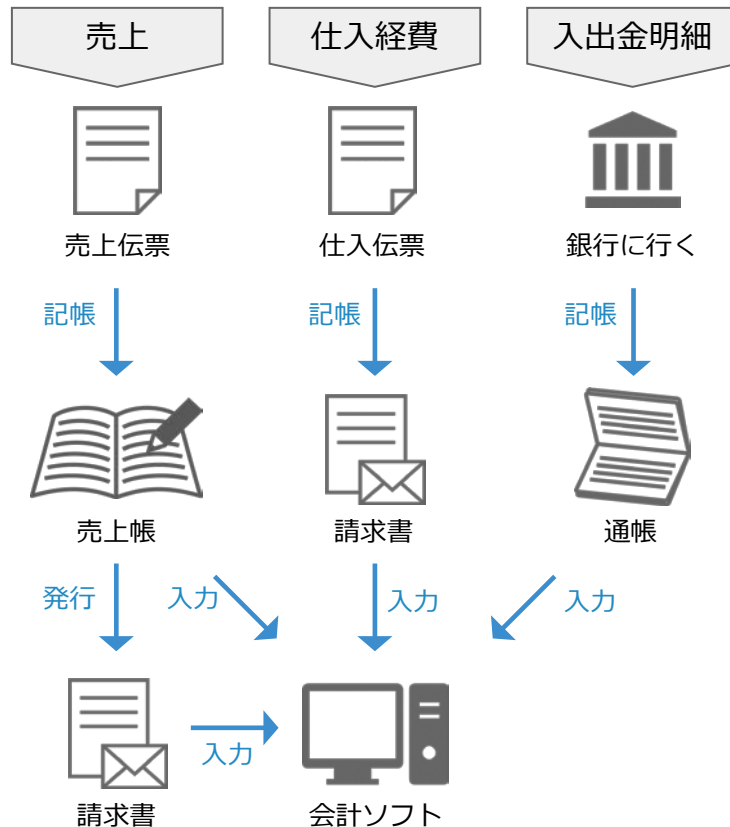 売上
仕入経費
入出金明細
売上伝票
仕入伝票
銀行に行く
記帳
記帳
記帳
売上帳
請求書
通帳
発行
入力
入力
入力
入力
請求書
会計ソフト